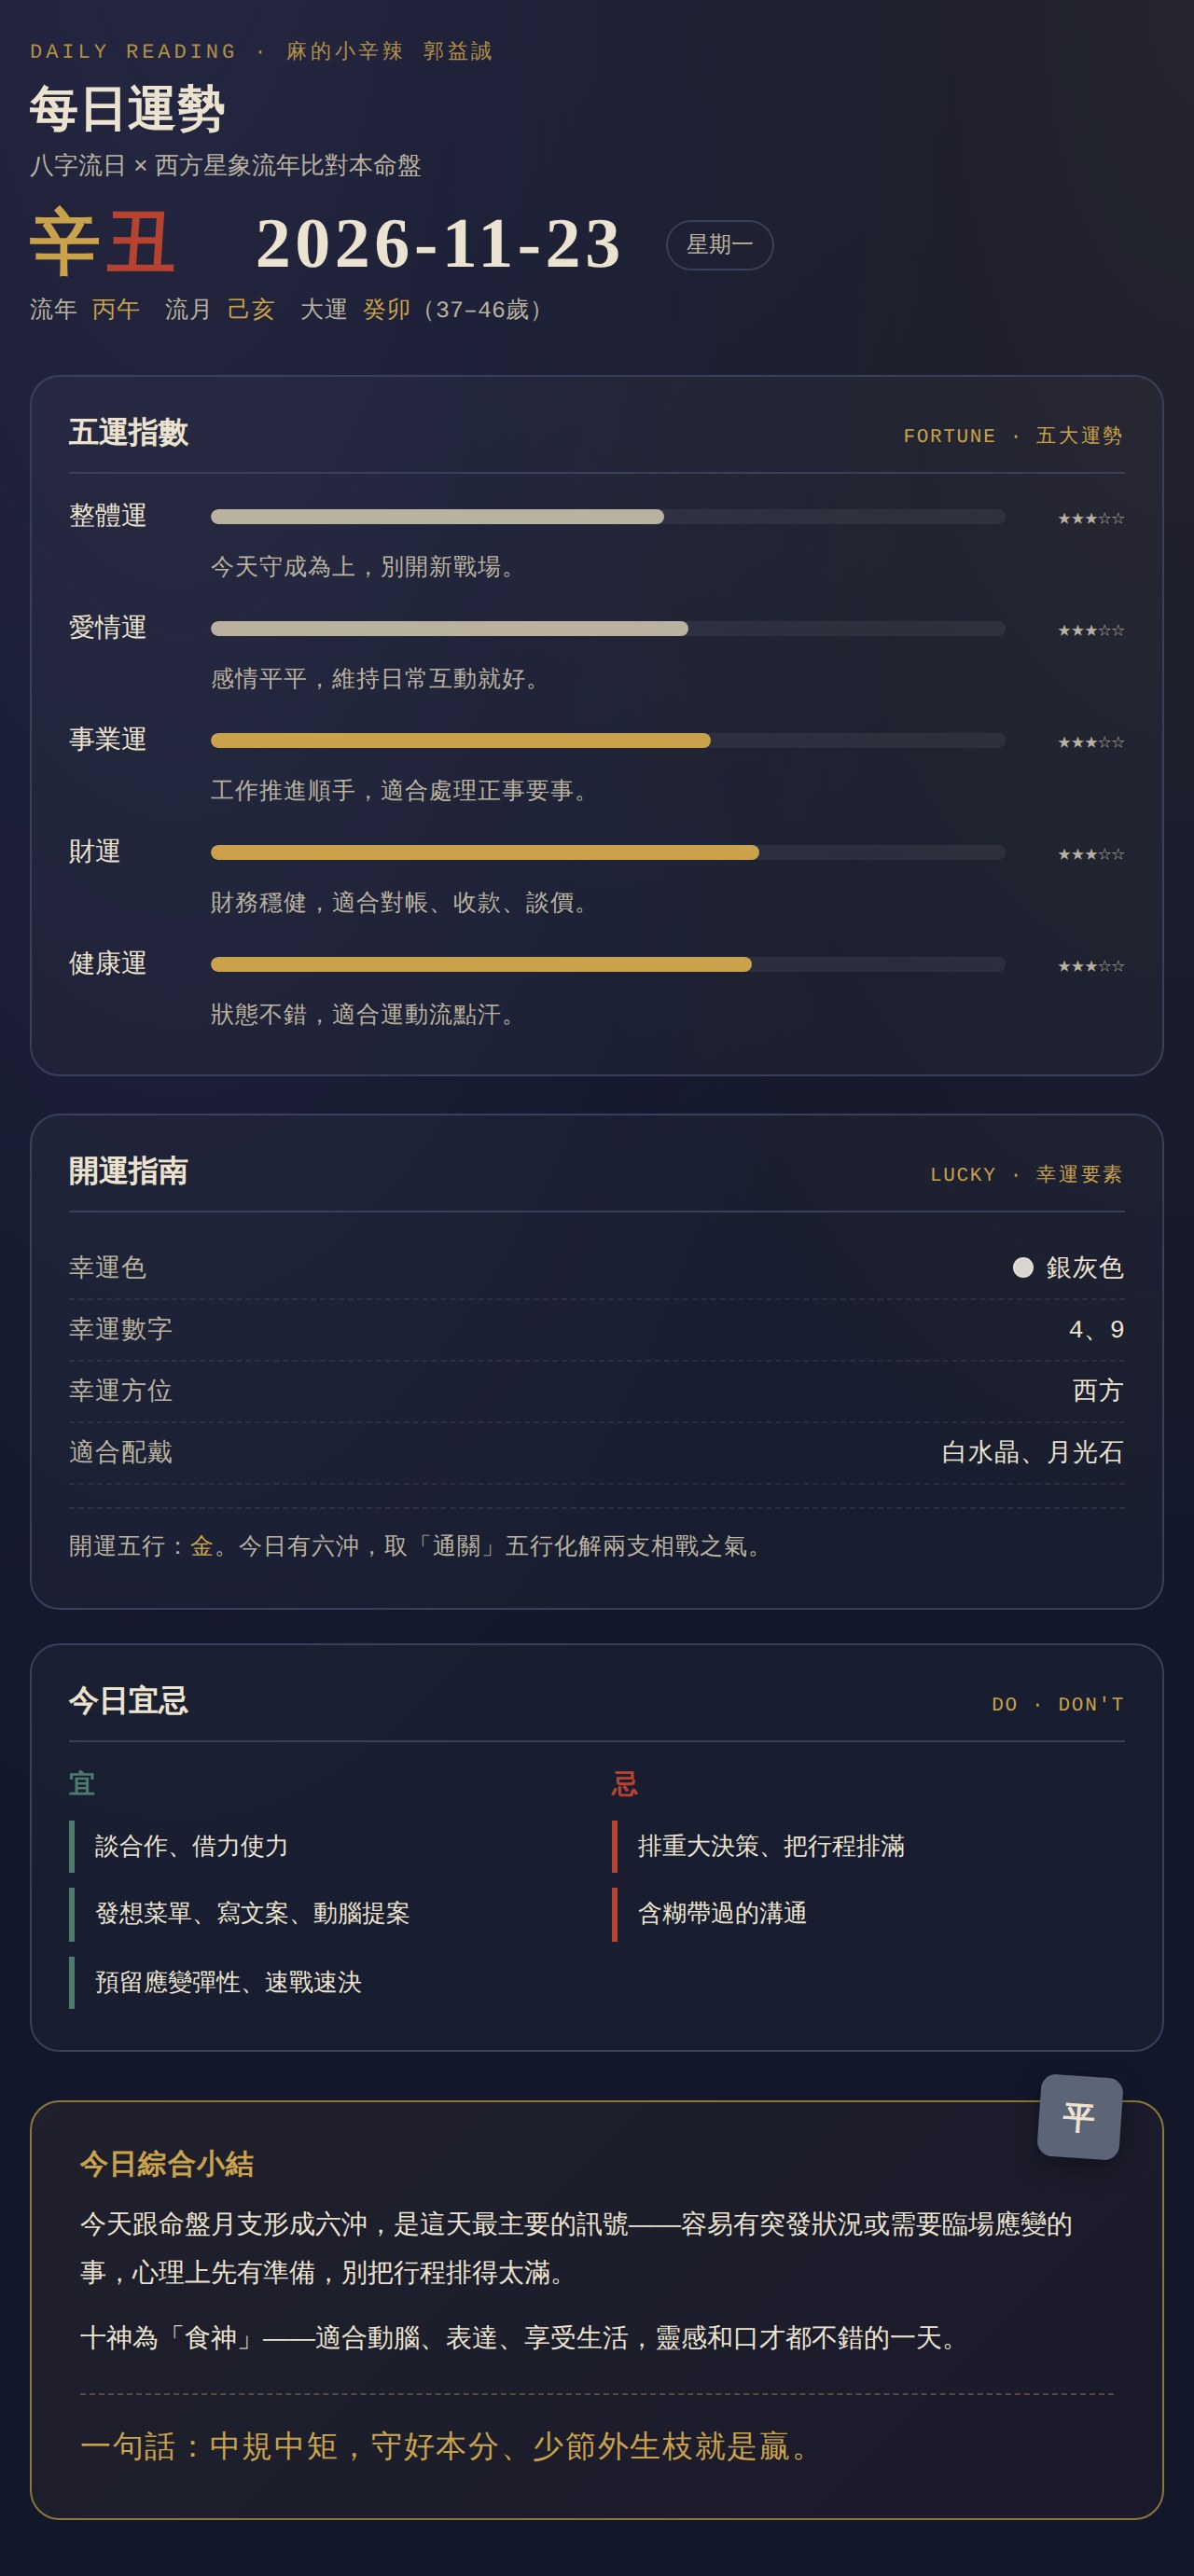 DAILY READING · 麻的小辛辣 郭益誠
每日運勢
八字流日 × 西方星象流年比對本命盤
辛丑 2026-11-23 星期一
流年 丙午 流月 己亥 大運 癸卯（37–46歲）
五運指數 FORTUNE · 五大運勢
整體運 ★★★☆☆
今天守成為上，別開新戰場。
愛情運 ★★★☆☆
感情平平，維持日常互動就好。
事業運 ★★★☆☆
工作推進順手，適合處理正事要事。
財運 ★★★☆☆
財務穩健，適合對帳、收款、談價。
健康運 ★★★☆☆
狀態不錯，適合運動流點汗。
開運指南 LUCKY · 幸運要素
幸運色 銀灰色
幸運數字 4、9
幸運方位 西方
適合配戴 白水晶、月光石
開運五行：金。今日有六沖，取「通關」五行化解兩支相戰之氣。
今日宜忌 DO · DON'T
宜
談合作、借力使力
發想菜單、寫文案、動腦提案
預留應變彈性、速戰速決
忌
排重大決策、把行程排滿
含糊帶過的溝通
平
今日綜合小結
今天跟命盤月支形成六沖，是這天最主要的訊號——容易有突發狀況或需要臨場應變的
事，心理上先有準備，別把行程排得太滿。
十神為「食神」——適合動腦、表達、享受生活，靈感和口才都不錯的一天。
一句話：中規中矩，守好本分、少節外生枝就是贏。